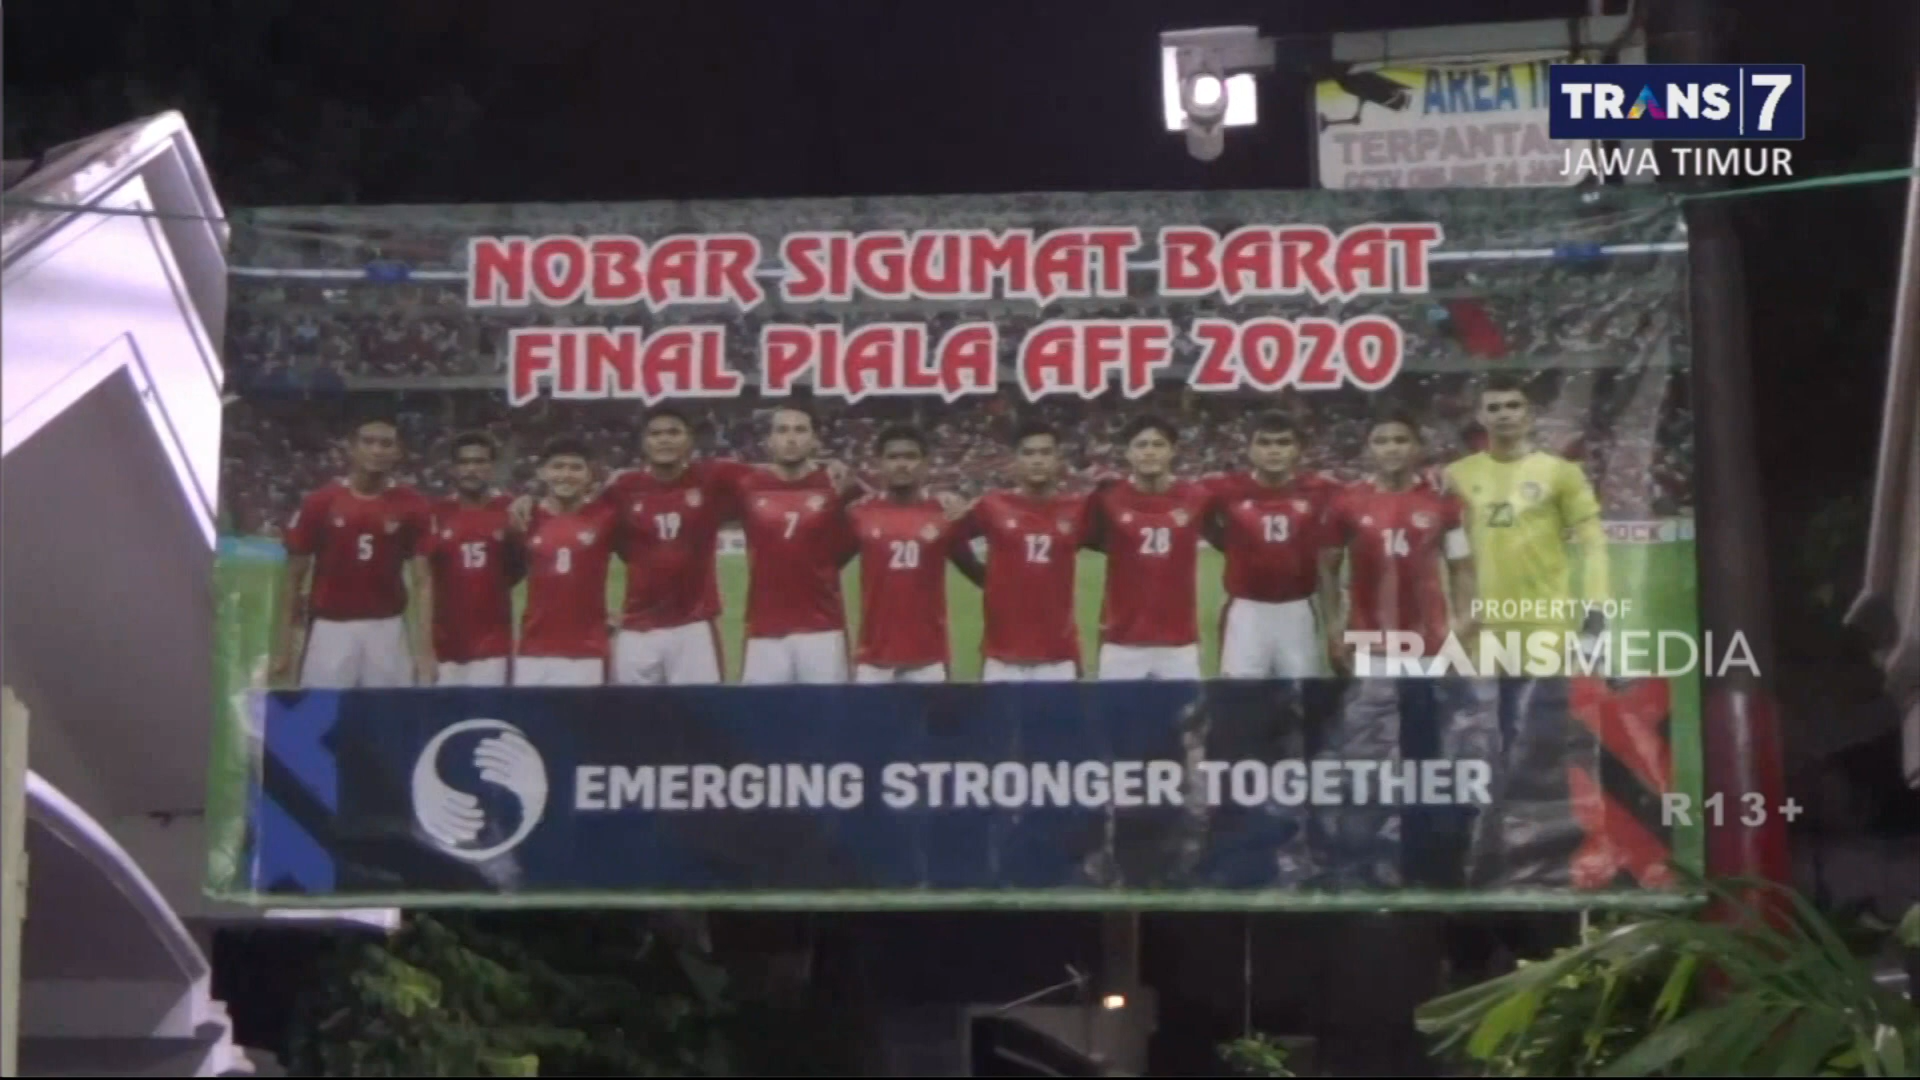 AREA
TRANS|7
TERPANTA
JAWA TIMUR
NOBAR SIGUMAT BARAT
FINAL PIALA AFF 2020
5
15
8
19
7
20
12
28
13
14
23
PROPERTY OF
TRANSMEDIA
EMERGING STRONGER TOGETHER
R13+